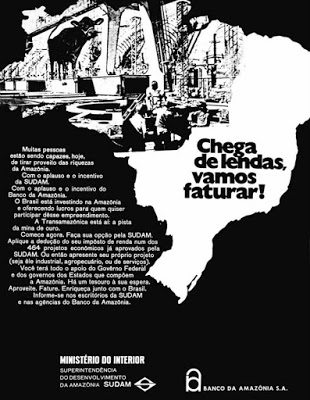 Chega
de lendas,
vamos
faturar!
Muitas pessoas
estão sendo capazes, hoje,
de tirar proveito das riquezas
da Amazônia.
Com o aplauso e o incentivo
da SUDAM.
Com o aplauso e o incentivo do
Banco da Amazônia.
O Brasil está investindo na Amazônia
e oferecendo lucros para quem quiser
participar dêsse empreendimento.
A Transamazônica está aí: a pista
da mina de ouro.
Comece agora. Faça sua opção pela SUDAM.
Aplique a dedução do seu impôsto de renda num dos
464 projetos econômicos já aprovados pela
SUDAM. Ou então apresente seu próprio projeto
(seja êle industrial, agropecuário, ou de serviços).
Você terá todo o apoio do Govêrno Federal
e dos governos dos Estados que compõem
a Amazônia. Há um tesouro à sua espera.
Aproveite. Fature. Enriqueça junto com o Brasil.
Informe-se nos escritórios da SUDAM
e nas agências do Banco da Amazônia.
MINISTÉRIO DO INTERIOR
SUPERINTENDÊNCIA
DO DESENVOLVIMENTO
DA AMAZÔNIA SUDAM
BANCO DA AMAZÔNIA S.A.